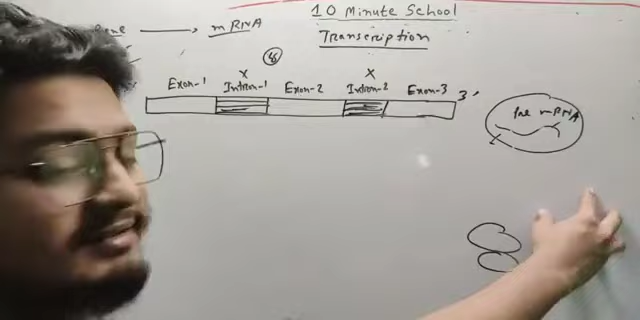 10 Minute School
Transcription
mRNA
X X
Exon-1 Intron-1 Exon-2 Intron-2 Exon-3 3'
Pre mRNA